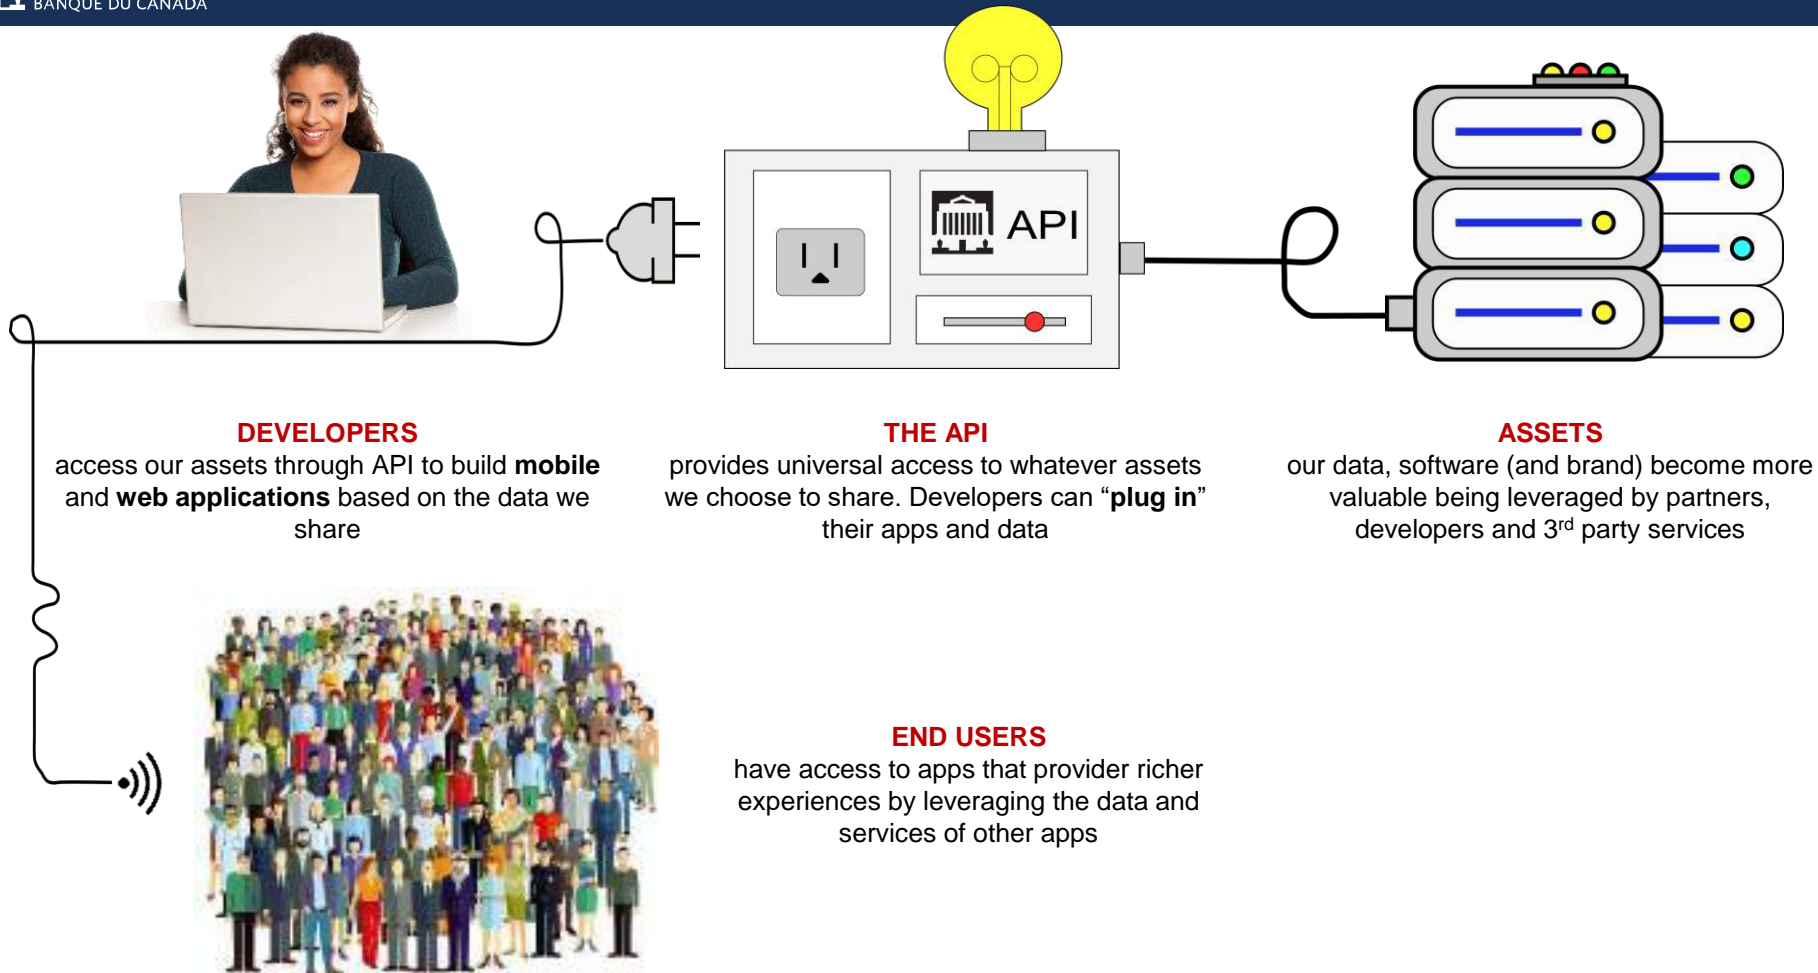 BANQUE DU CANADA
API
DEVELOPERS
access our assets through API to build mobile
and web applications based on the data we
share
THE API
provides universal access to whatever assets
we choose to share. Developers can “plug in”
their apps and data
ASSETS
our data, software (and brand) become more
valuable being leveraged by partners,
developers and 3rd party services
END USERS
have access to apps that provider richer
experiences by leveraging the data and
services of other apps